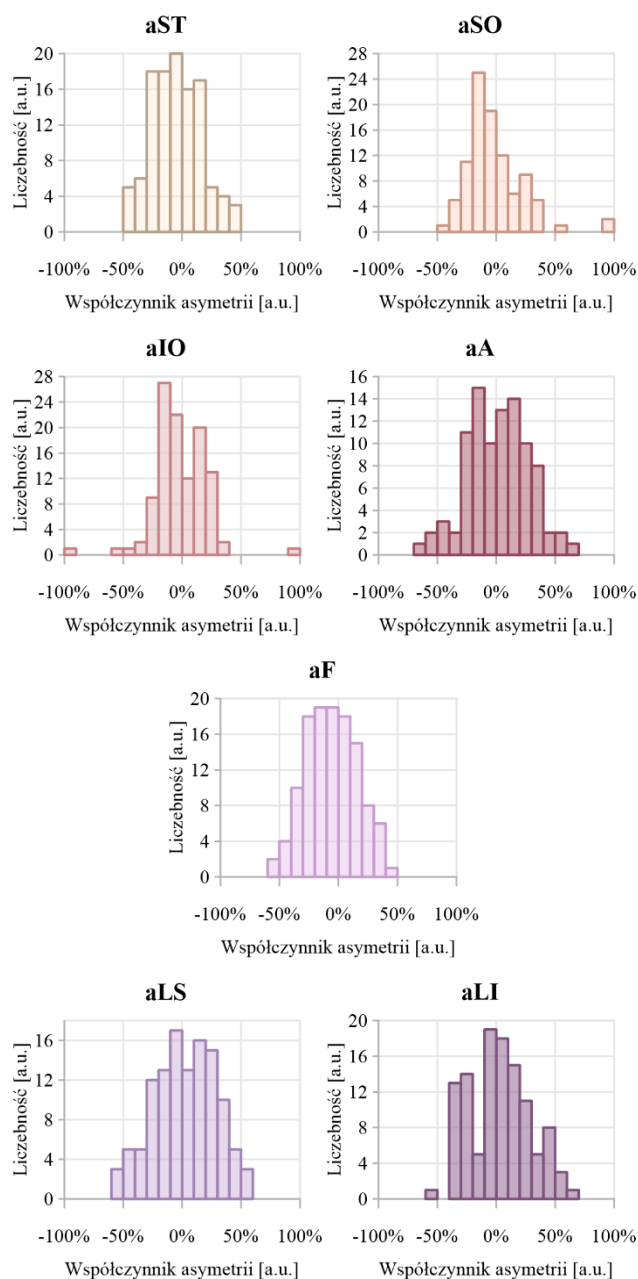 aST
20
16
12
8
4
0
Liczebność [a.u.]
-100% -50% 0% 50% 100%
Współczynnik asymetrii [a.u.]
aSO
28
24
20
16
12
8
4
0
Liczebność [a.u.]
-100% -50% 0% 50% 100%
Współczynnik asymetrii [a.u.]
aIO
28
24
20
16
12
8
4
0
Liczebność [a.u.]
-100% -50% 0% 50% 100%
Współczynnik asymetrii [a.u.]
aA
16
14
12
10
8
6
4
2
0
Liczebność [a.u.]
-100% -50% 0% 50% 100%
Współczynnik asymetrii [a.u.]
aF
20
16
12
8
4
0
Liczebność [a.u.]
-100% -50% 0% 50% 100%
Współczynnik asymetrii [a.u.]
aLS
16
12
8
4
0
Liczebność [a.u.]
-100% -50% 0% 50% 100%
Współczynnik asymetrii [a.u.]
aLI
20
16
12
8
4
0
Liczebność [a.u.]
-100% -50% 0% 50% 100%
Współczynnik asymetrii [a.u.]